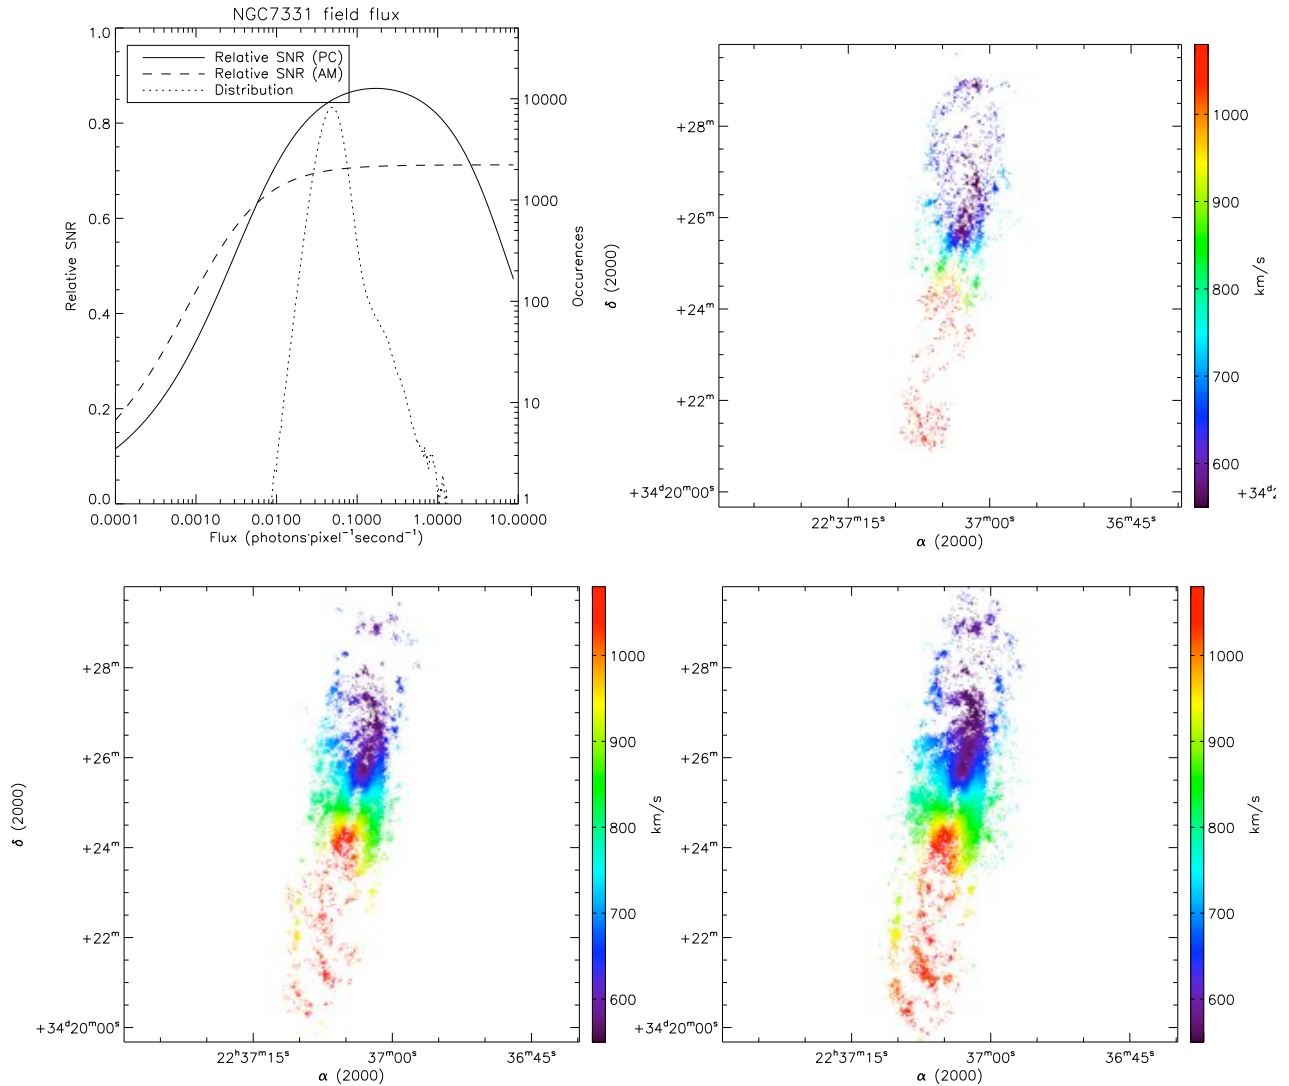 NGC7331 field flux
Relative SNR (PC)
Relative SNR (AM)
Distribution
1.0
0.8
0.6
0.4
0.2
0.0
Relative SNR
10000
1000
100
10
1
Occurences
0.0001 0.0010 0.0100 0.1000 1.00000 10.00000
Flux (photons·pixel⁻¹second⁻¹)
δ (2000)
+28ᵐ
+26ᵐ
+24ᵐ
+22ᵐ
+34ᵈ20ᵐ00ˢ
22ʰ37ᵐ15ˢ 37ᵐ00ˢ 36ᵐ45ˢ
α (2000)
1000
900
800
700
600
km/s
δ (2000)
+28ᵐ
+26ᵐ
+24ᵐ
+22ᵐ
+34ᵈ20ᵐ00ˢ
22ʰ37ᵐ15ˢ 37ᵐ00ˢ 36ᵐ45ˢ
α (2000)
1000
900
800
700
600
km/s
+28ᵐ
+26ᵐ
+24ᵐ
+22ᵐ
+34ᵈ20ᵐ00ˢ
22ʰ37ᵐ15ˢ 37ᵐ00ˢ 36ᵐ45ˢ
α (2000)
1000
900
800
700
600
km/s